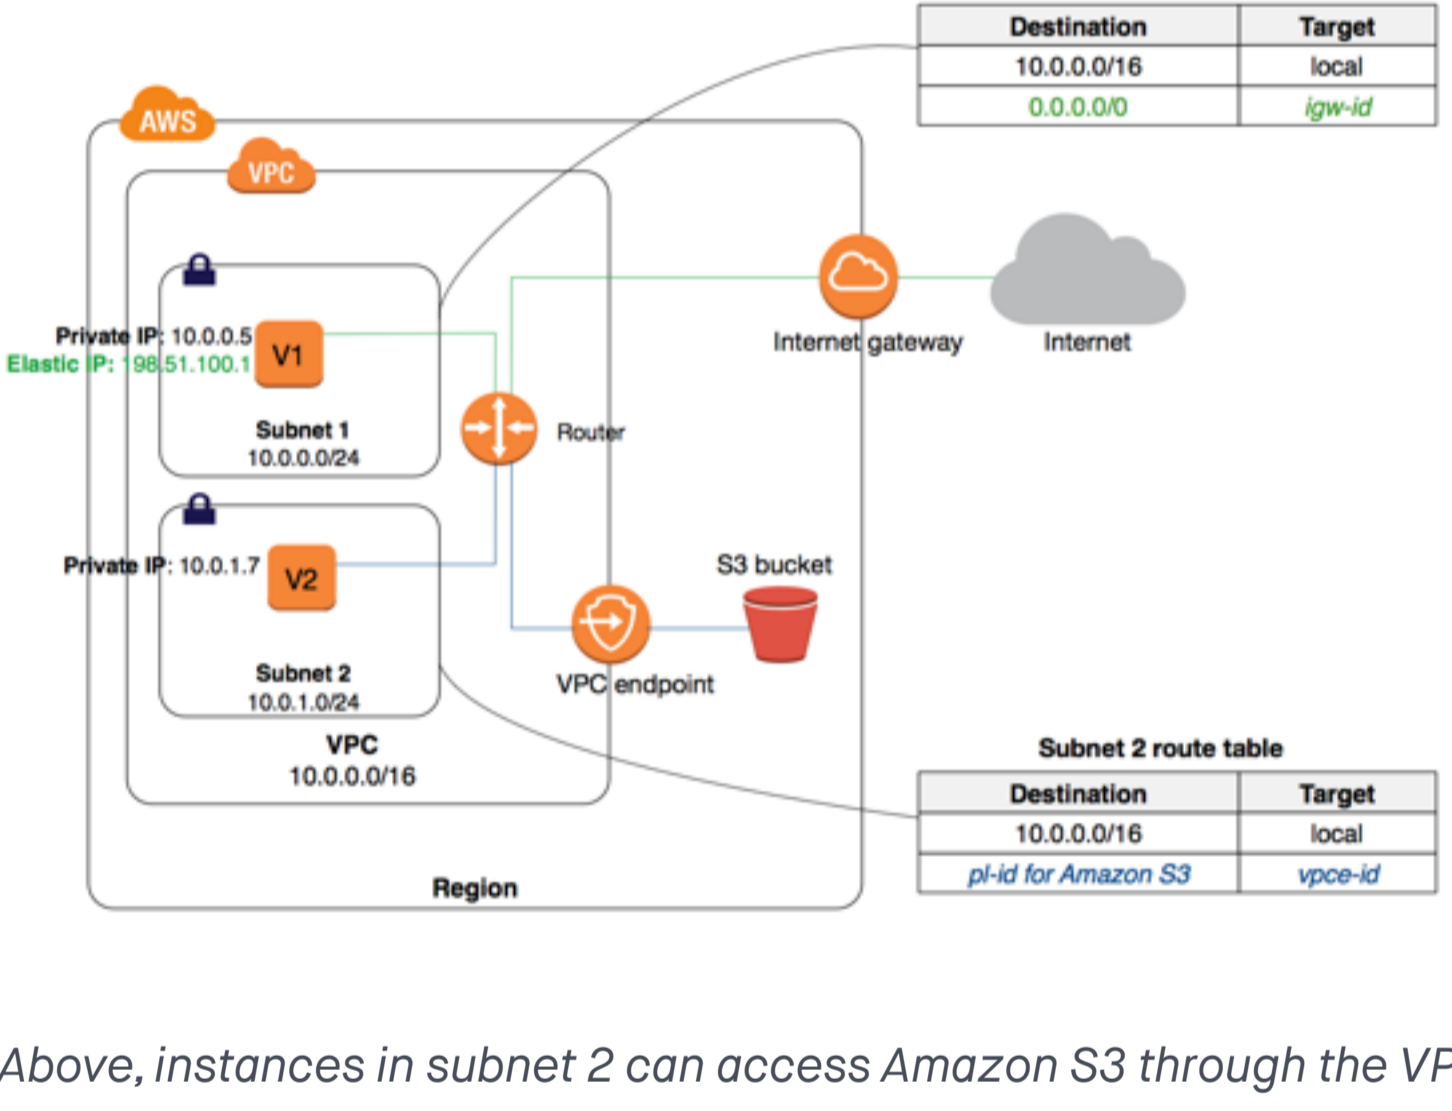 Destination Target
10.0.0.0/16 local
0.0.0.0/0 igw-id
AWS
VPC
Private IP: 10.0.0.5
Elastic IP: 198.51.100.1
V1
Subnet 1
10.0.0.0/24
Router
Internet gateway
Internet
Private IP: 10.0.1.7
V2
Subnet 2
10.0.1.0/24
S3 bucket
VPC endpoint
VPC
10.0.0.0/16
Region
Subnet 2 route table
Destination Target
10.0.0.0/16 local
pl-id for Amazon S3 vpce-id
Above, instances in subnet 2 can access Amazon S3 through the VP